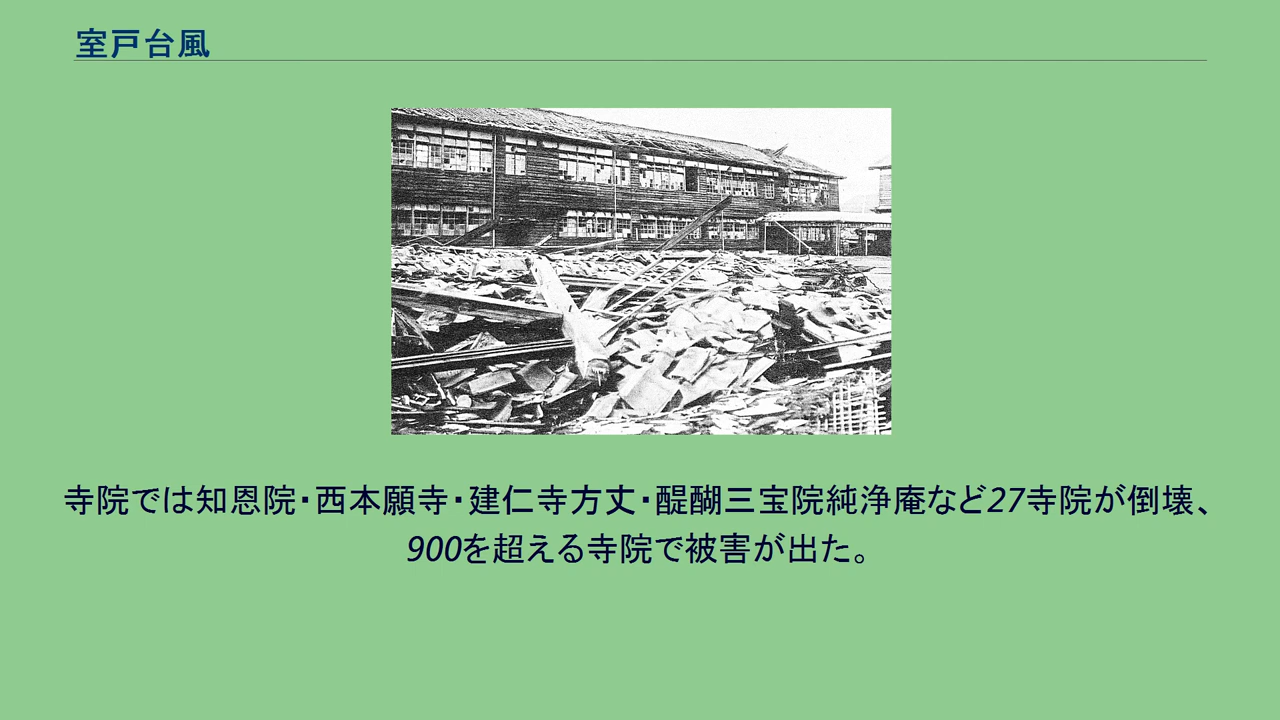 室戸台風
寺院では知恩院・西本願寺・建仁寺方丈・醍醐三宝院純浄庵など27寺院が倒壊、
900を超える寺院で被害が出た。